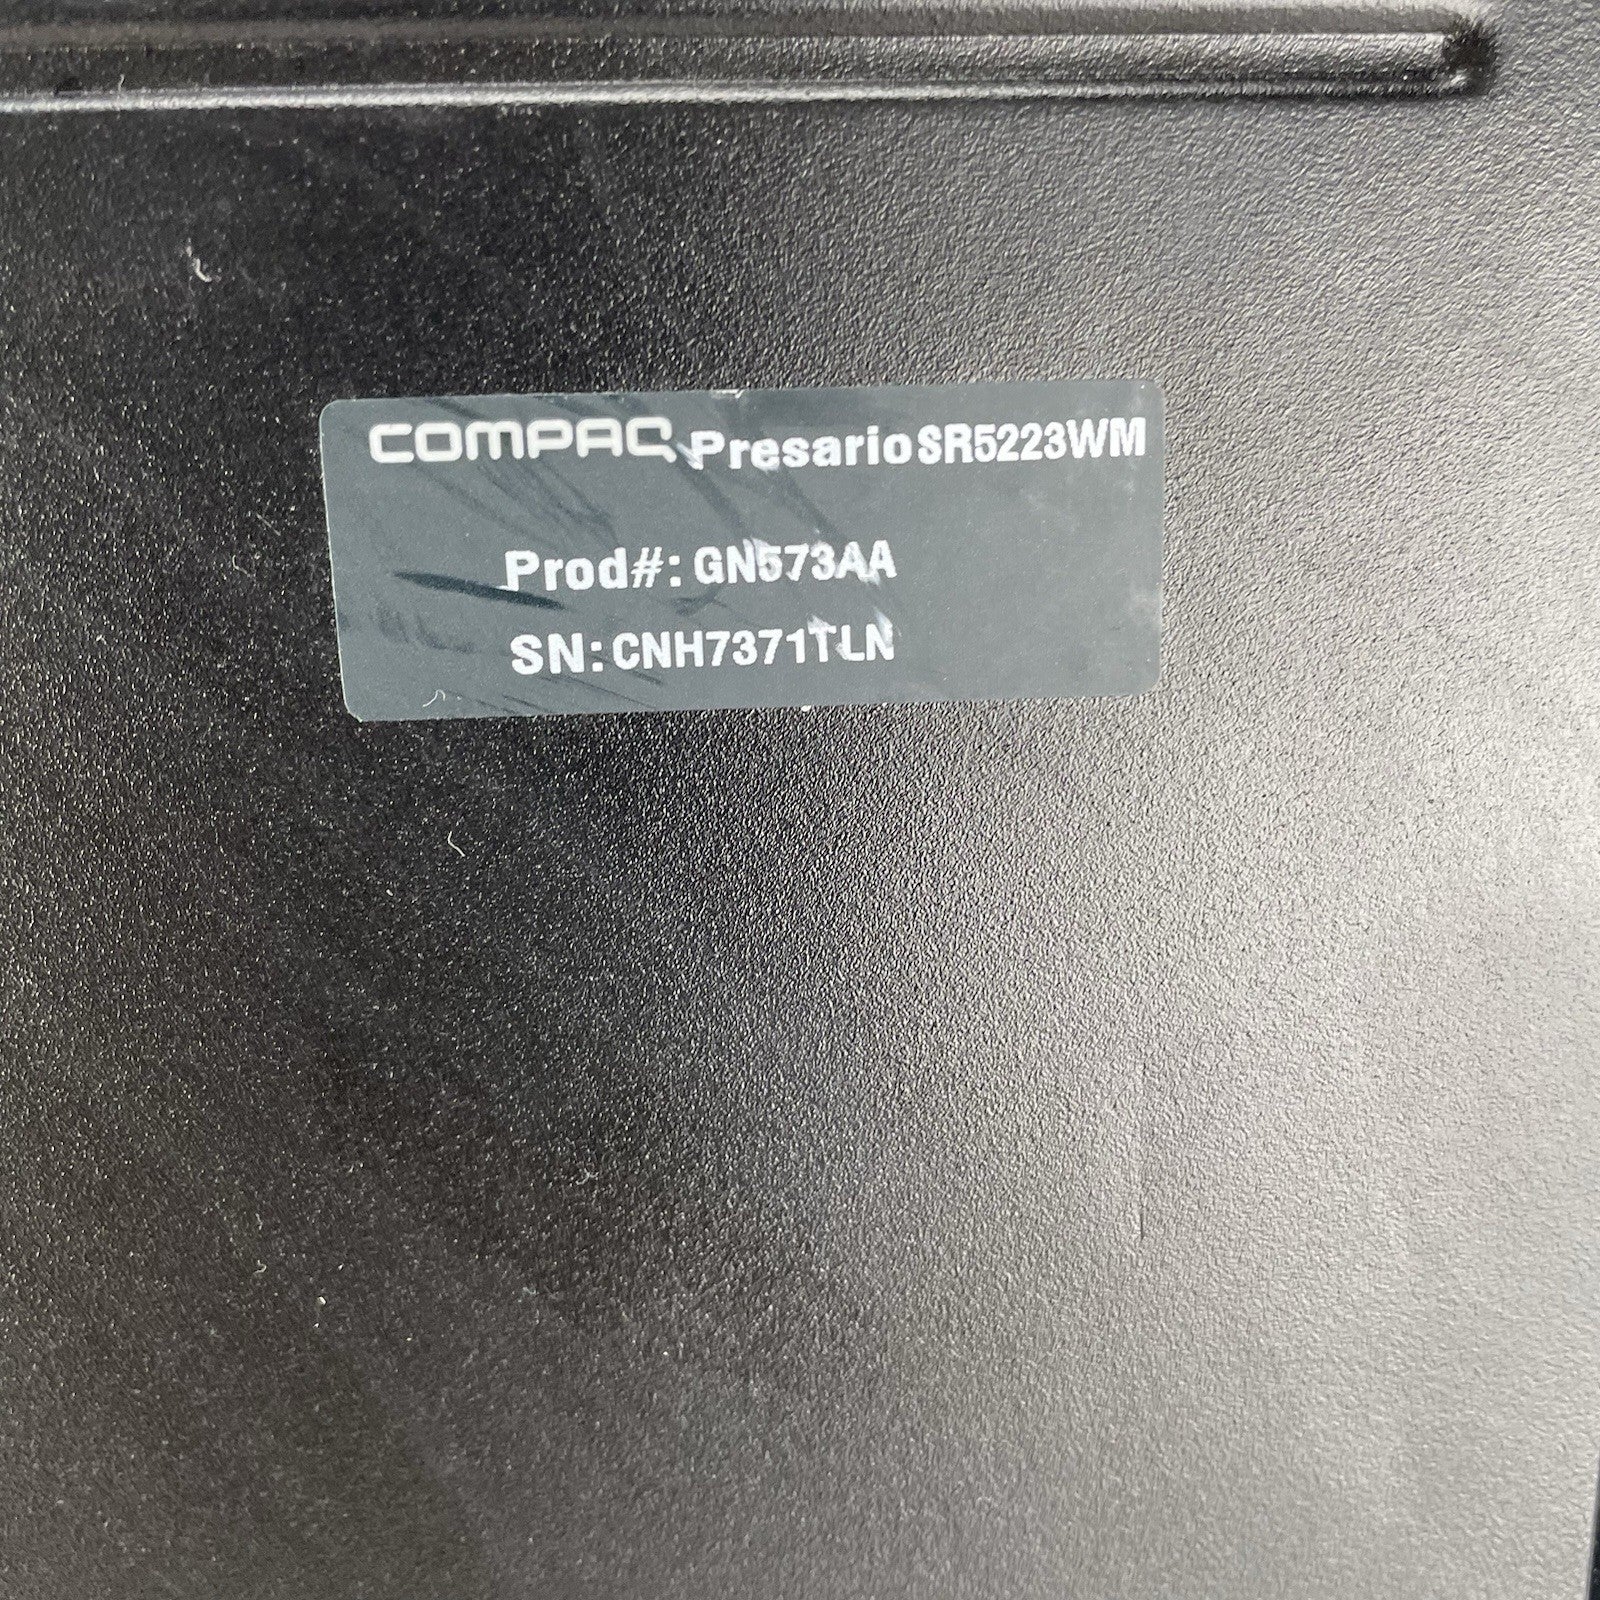 COMPAQ Presario SR5223WM
Prod#: GN573AA
SN: CNH7371TLN